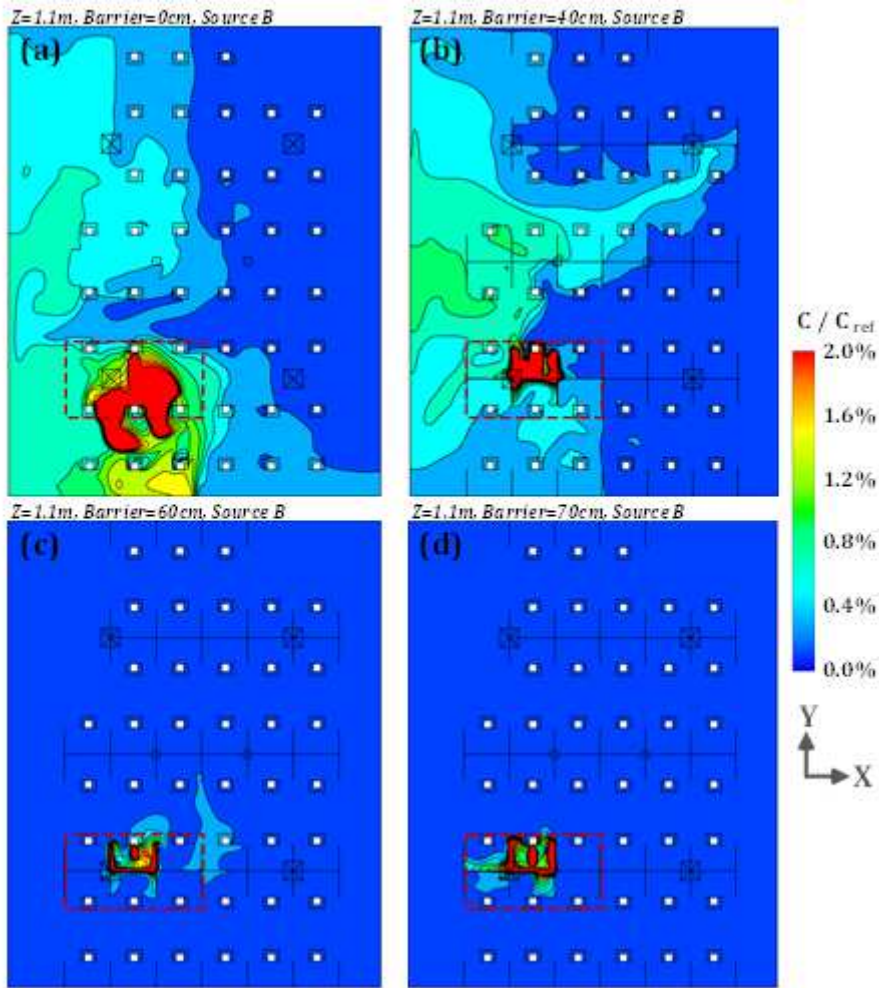 Z=1.1m, Barrier=0cm, Source B
Z=1.1m, Barrier=40cm, Source B
(a)
(b)
Z=1.1m, Barrier=60cm, Source B
Z=1.1m, Barrier=70cm, Source B
(c)
(d)
C / C ref
2.0%
1.6%
1.2%
0.8%
0.4%
0.0%
Y
X